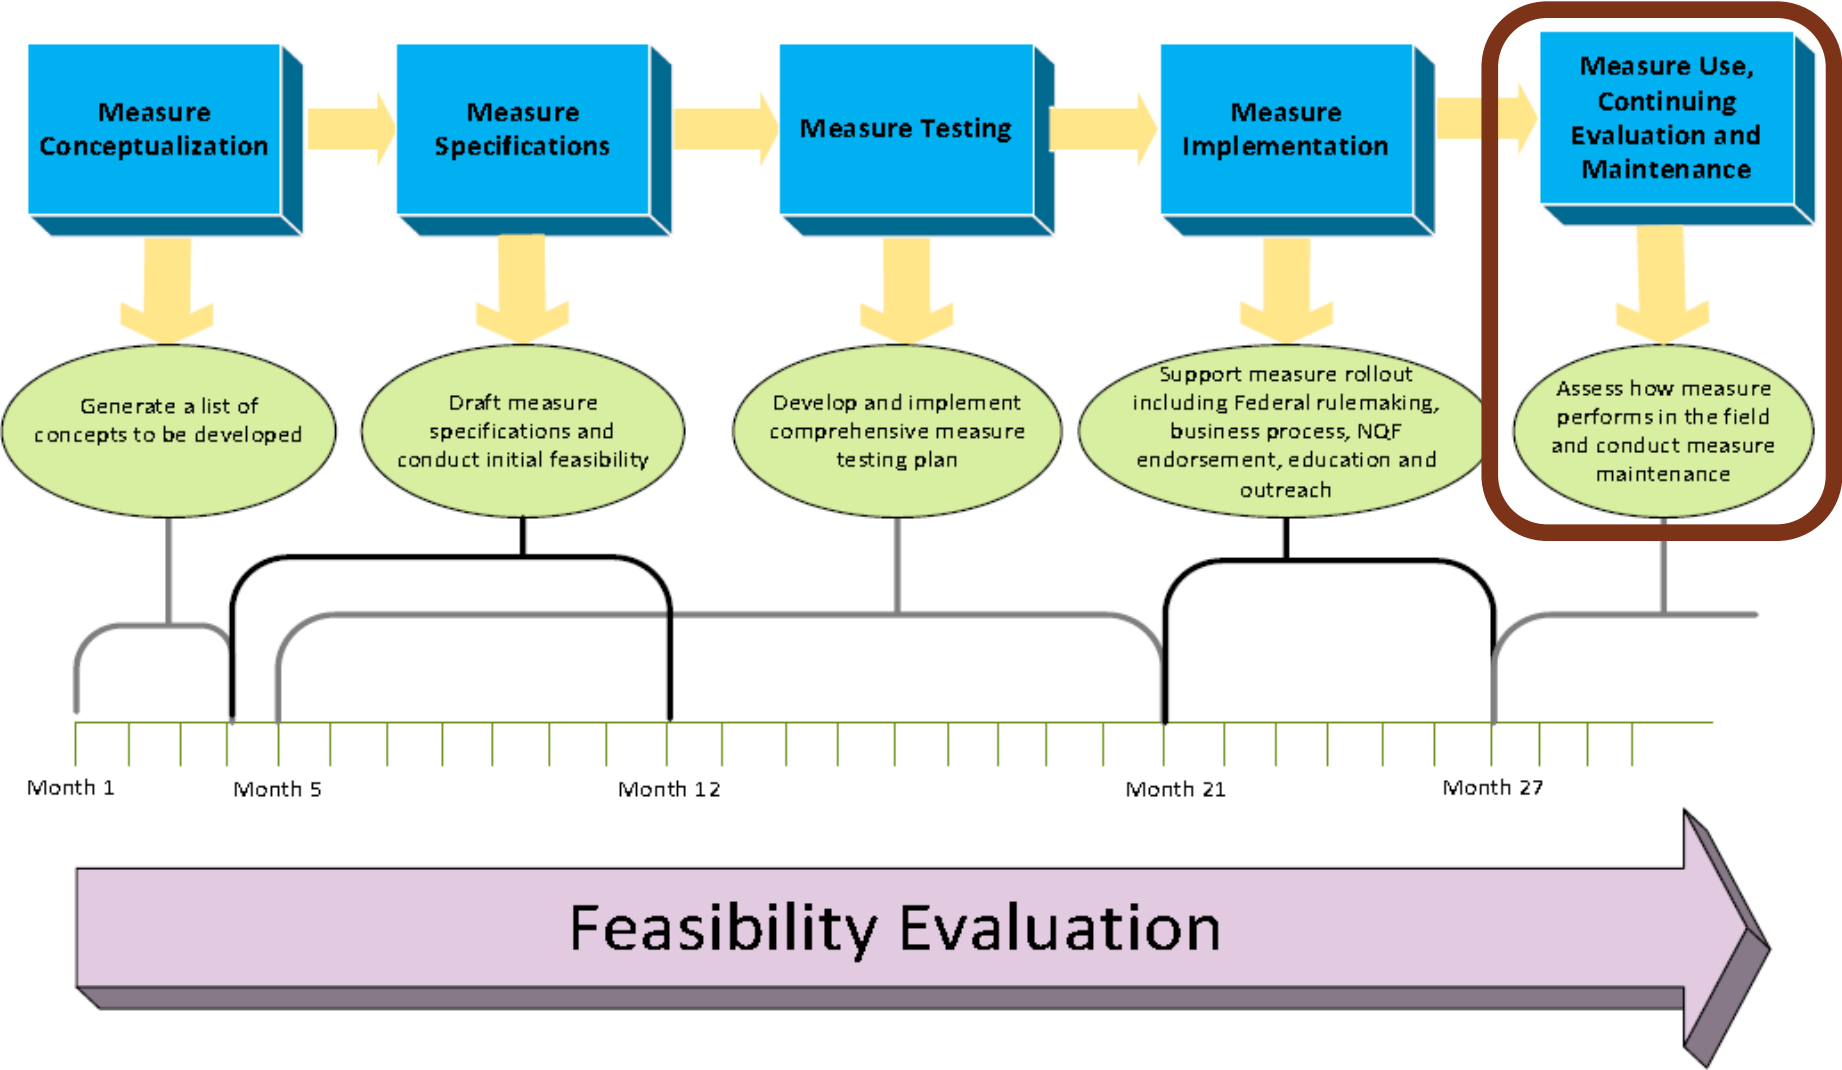 Measure
Conceptualization
Measure
Specifications
Measure Testing
Measure
Implementation
Measure Use,
Continuing
Evaluation and
Maintenance
Generate a list of
concepts to be developed
Draft measure
specifications and
conduct initial feasibility
Develop and implement
comprehensive measure
testing plan
Support measure rollout
including Federal rulemaking,
business process, NQF
endorsement, education and
outreach
Assess how measure
performs in the field
and conduct measure
maintenance
Month 1
Month 5
Month 12
Month 21
Month 27
Feasibility Evaluation